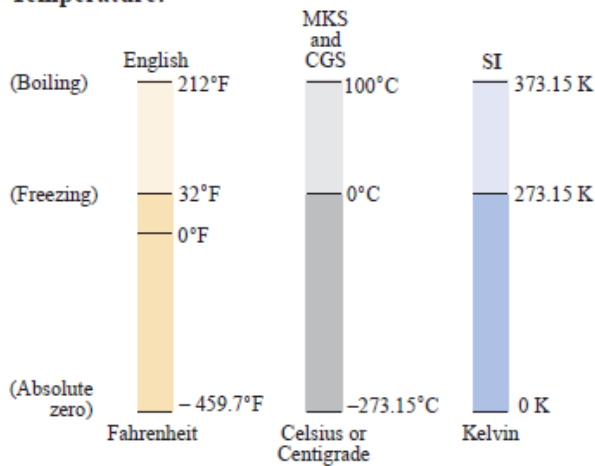 Temperature:
MKS
and
English CGS SI
(Boiling) 212°F 100°C 373.15 K
(Freezing) 32°F 0°C 273.15 K
0°F
(Absolute
zero) – 459.7°F –273.15°C 0 K
Fahrenheit Celsius or Kelvin
Centigrade